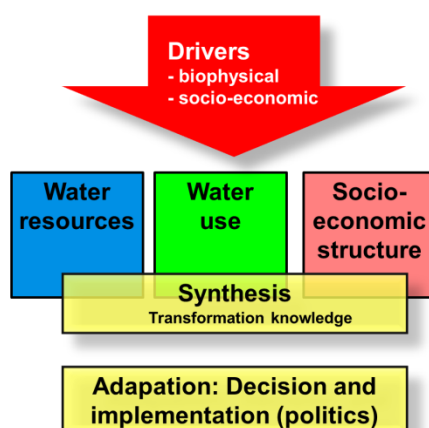 Drivers
- biophysical
- socio-economic
Water
resources
Water
use
Socio-
economic
structure
Synthesis
Transformation knowledge
Adapation: Decision and
implementation (politics)